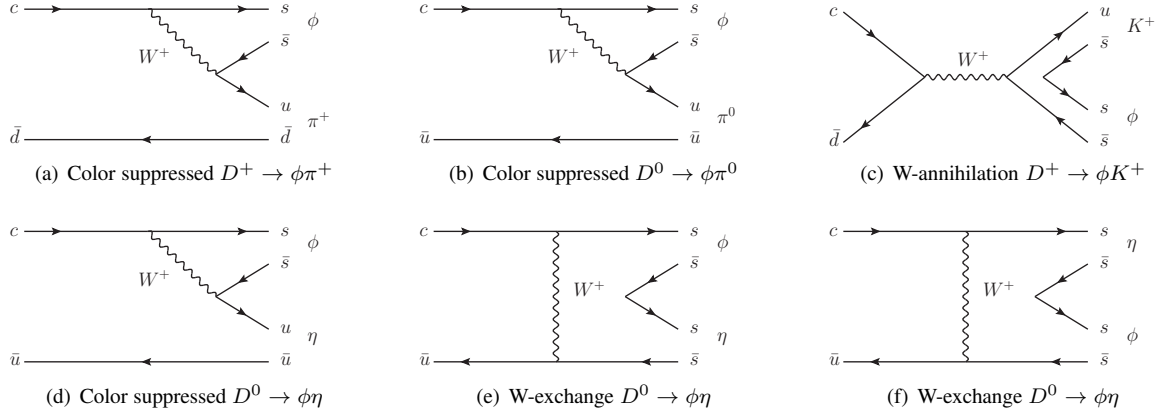 c s φ
s̄
W⁺
u
π⁺
d̄ d̄
(a) Color suppressed D⁺ → φπ⁺
c s φ
s̄
W⁺
u
π⁰
ū ū
(b) Color suppressed D⁰ → φπ⁰
c u K⁺
s̄
W⁺
s
φ
d̄ s̄
(c) W-annihilation D⁺ → φK⁺
c s φ
s̄
W⁺
u η
ū ū
(d) Color suppressed D⁰ → φη
c s φ
s̄
W⁺
s η
ū s̄
(e) W-exchange D⁰ → φη
c s η
s̄
W⁺
s φ
ū s̄
(f) W-exchange D⁰ → φη